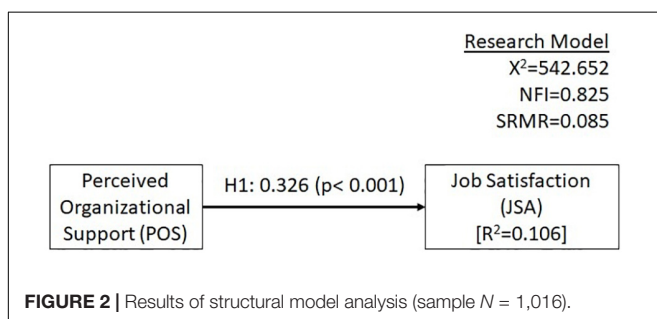 Research Model
X²=542.652
NFI=0.825
SRMR=0.085
Perceived
Organizational
Support (POS)
H1: 0.326 (p< 0.001)
Job Satisfaction
(JSA)
[R²=0.106]
FIGURE 2 | Results of structural model analysis (sample N = 1,016).